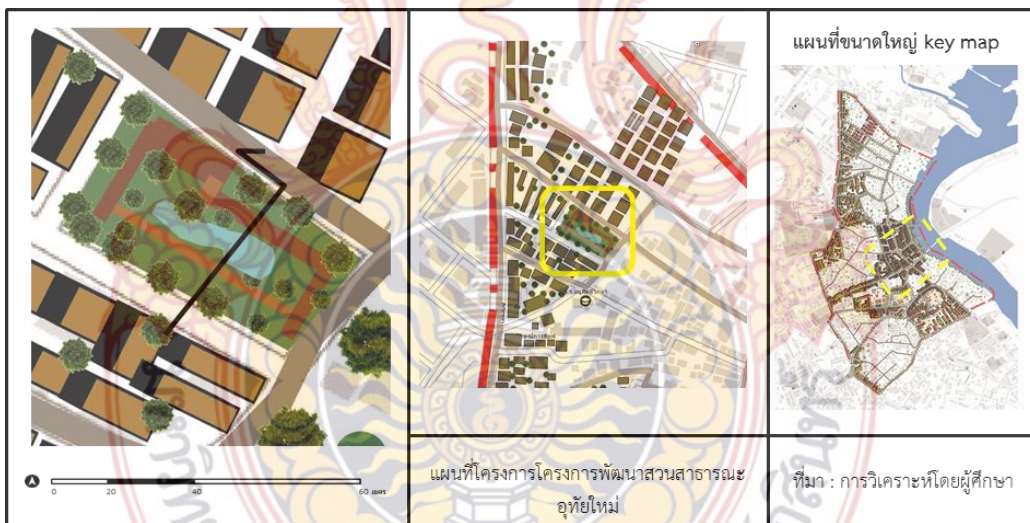 แผนที่ขนาดใหญ่ key map
0 20 40 60 เมตร
แผนที่โครงการโครงการพัฒนาสวนสาธารณะ
อุทัยใหม่
ที่มา : การวิเคราะห์โดยผู้ศึกษา